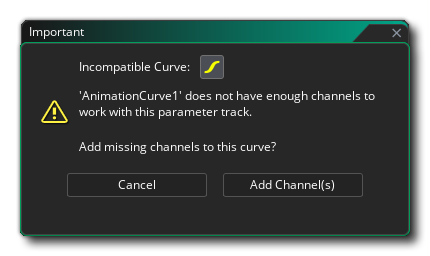 Important
Incompatible Curve:
'AnimationCurve1' does not have enough channels to
work with this parameter track.
Add missing channels to this curve?
Cancel
Add Channel(s)